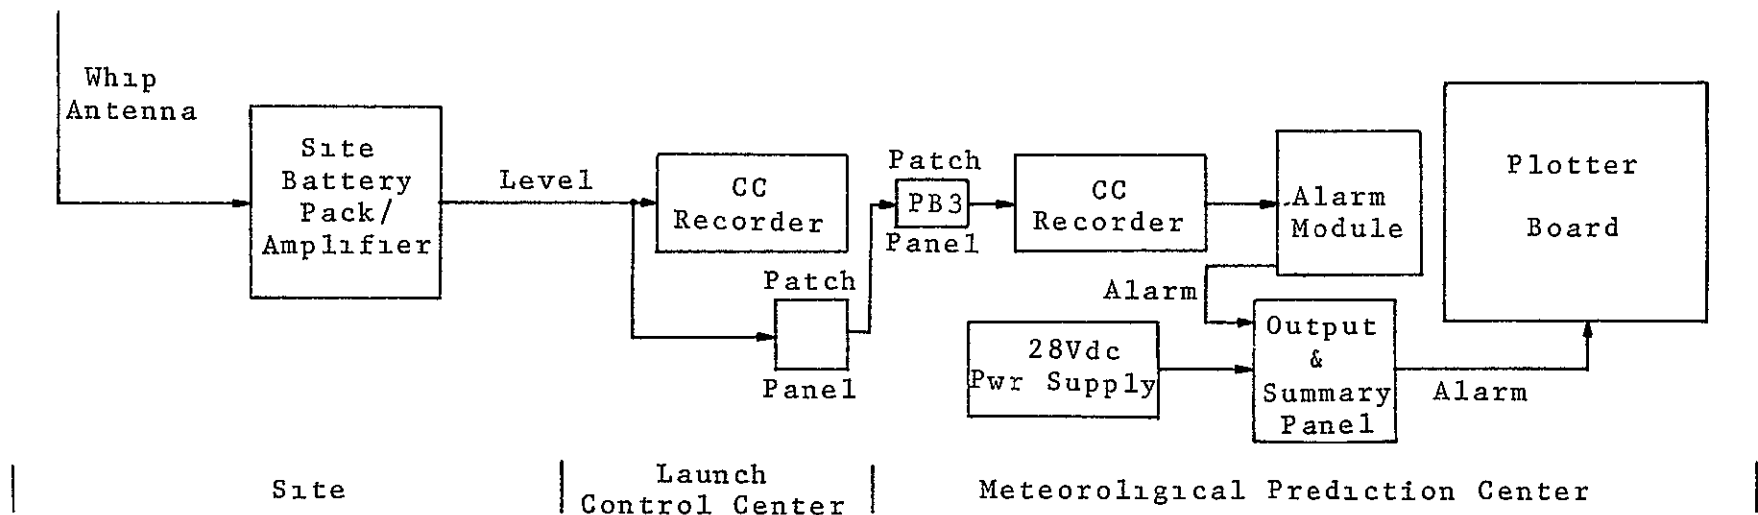 Whip
Antenna
Site
Battery
Pack/
Amplifier
Level
CC
Recorder
Patch
Panel
Patch
PB3
Panel
CC
Recorder
Alarm
Module
Alarm
28Vdc
Pwr Supply
Output
&
Summary
Panel
Alarm
Plotter
Board
Site
Launch
Control Center
Meteoroligical Prediction Center